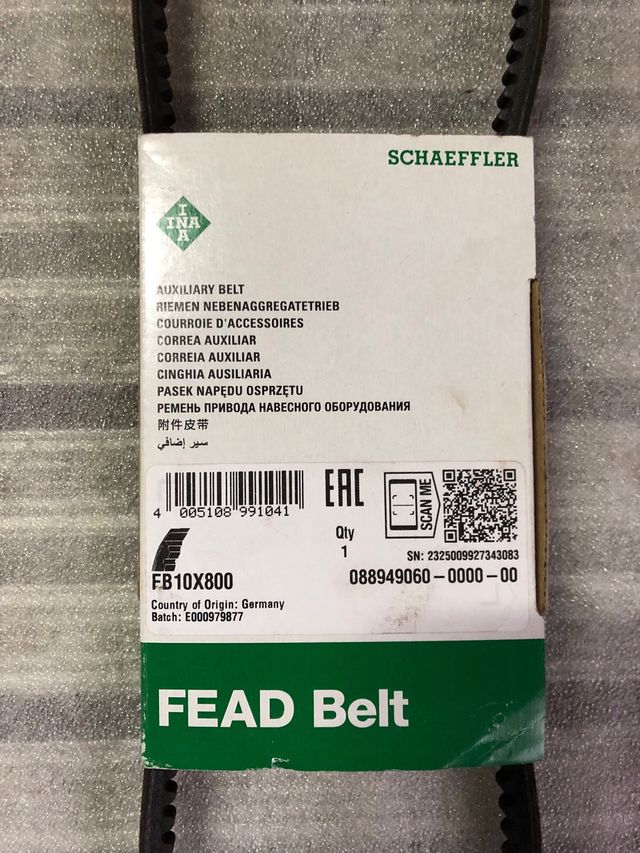 SCHAEFFLER
I
INA
A
AUXILIARY BELT
RIEMEN NEBENAGGREGATETRIEB
COURROIE D'ACCESSOIRES
CORREA AUXILIAR
CORREIA AUXILIAR
CINGHIA AUSILIARIA
PASEK NAPĘDU OSPRZĘTU
РЕМЕНЬ ПРИВОДА НАВЕСНОГО ОБОРУДОВАНИЯ
附件皮带
سير إضافي
4 005108 991041
EAC
Qty
1
SCAN ME
SN: 2325009927343083
FB10X800
088949060-0000-00
Country of Origin: Germany
Batch: E000979877
FEAD Belt